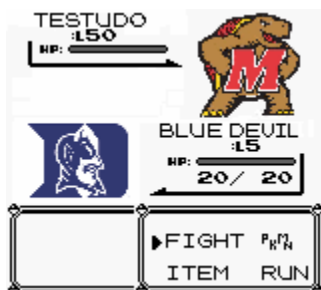 TESTUDO
:L50
HP:
M
BLUE DEVIL
:L5
HP:
20/ 20
D
▶FIGHT PKMN
ITEM RUN